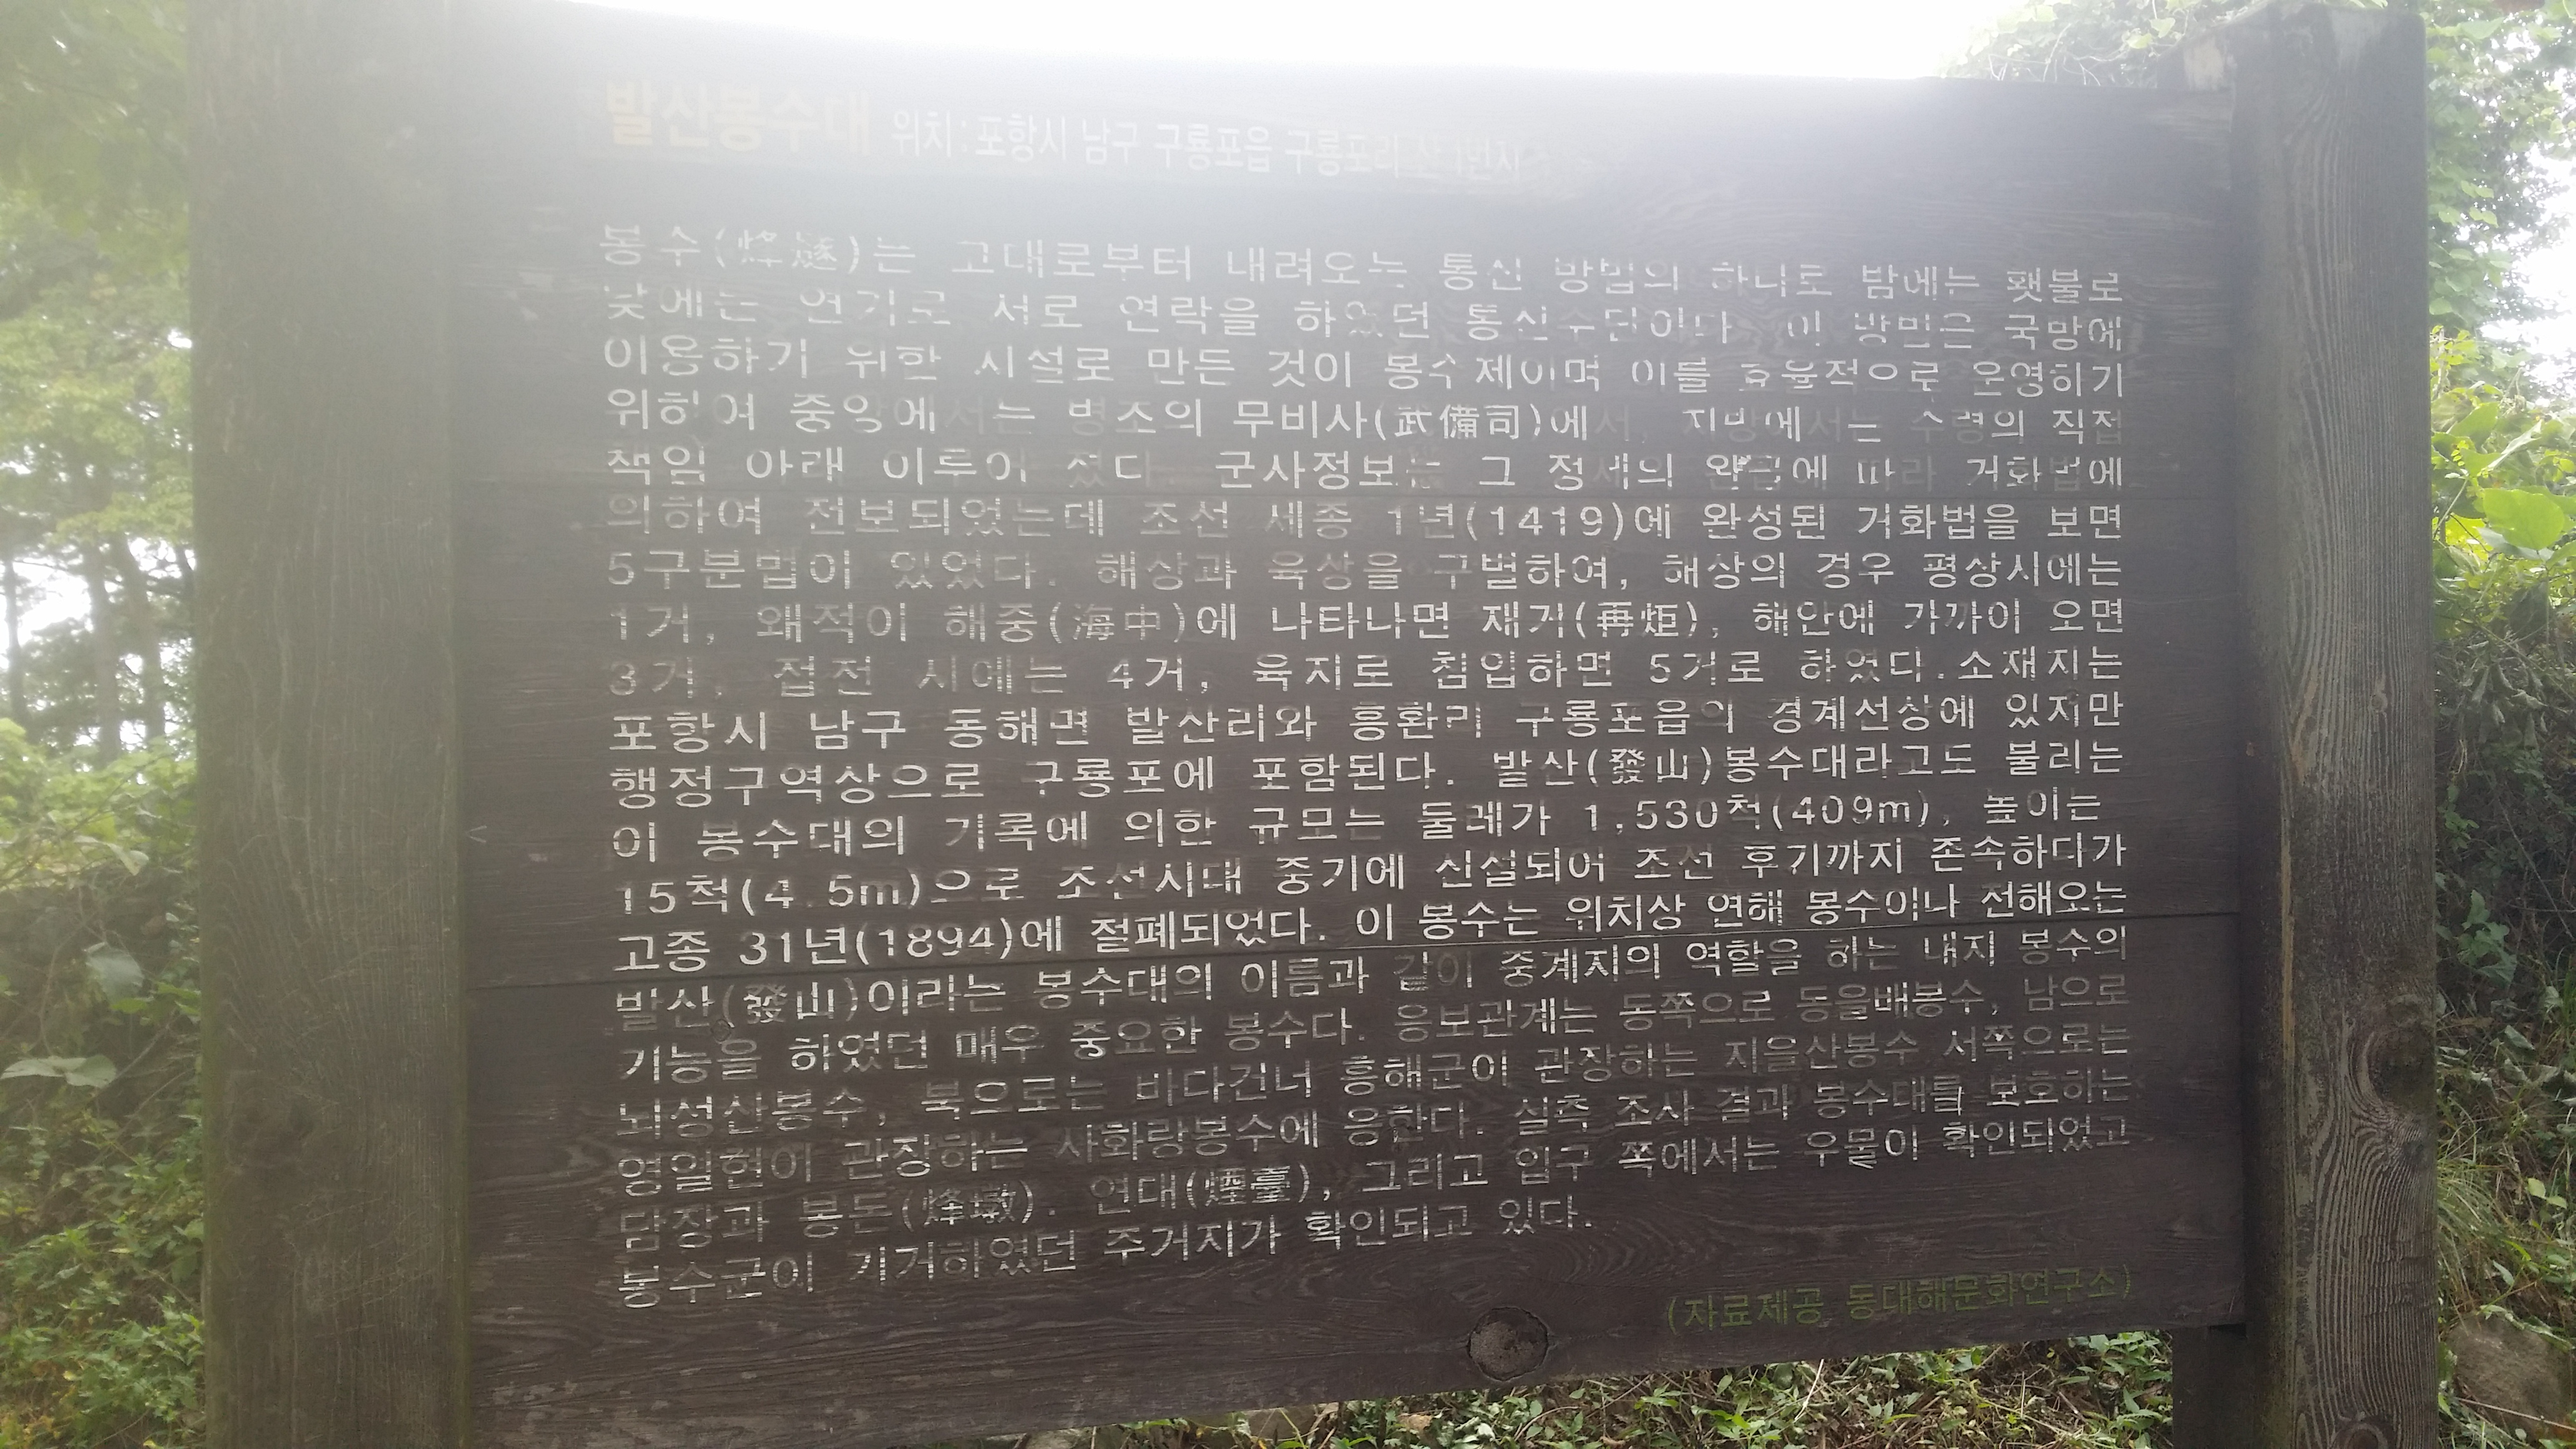 발산봉수대 위치:포항시 남구 구룡포읍 구룡포리 산1번지
봉수(烽燧)는 고대로부터 내려오는 통신 방법의 하나로 밤에는 횃불로
낮에는 연기로 서로 연락을 하였던 통신수단이다 이 방법은 국방에
이용하기 위한 시설로 만든 것이 봉수제이며 이를 효율적으로 운영하기
위하여 중앙에서는 병조의 무비사(武備司)에서, 지방에서는 수령의 직접
책임 아래 이루어 졌다 군사정보는 그 정세의 완급에 따라 거화법에
의하여 전보되었는데 조선 세종 1년(1419)에 완성된 거화법을 보면
5구분법이 있었다. 해상과 육상을 구별하여, 해상의 경우 평상시에는
1거, 왜적이 해중(海中)에 나타나면 재거(再炬), 해안에 가까이 오면
3거, 접전 시에는 4거, 육지로 침입하면 5거로 하였다.소재지는
포항시 남구 동해면 발산리와 흥환리 구룡포읍의 경계선상에 있지만
행정구역상으로 구룡포에 포함된다. 발산(發山)봉수대라고도 불리는
이 봉수대의 기록에 의한 규모는 둘레가 1,530척(409m), 높이는
15척(4.5m)으로 조선시대 중기에 신설되어 조선 후기까지 존속하다가
고종 31년(1894)에 절폐되었다. 이 봉수는 위치상 연해 봉수이나 전해오는
발산(發山)이라는 봉수대의 이름과 같이 중계지의 역할을 하는 내지 봉수의
기능을 하였던 매우 중요한 봉수다. 응보관계는 동쪽으로 동을배봉수, 남으로
뇌성산봉수, 북으로는 바다건너 흥해군이 관장하는 지을산봉수 서쪽으로는
영일현이 관장하는 사화랑봉수에 응한다. 실측 조사 결과 봉수대를 보호하는
담장과 봉돈(烽墩). 연대(煙臺), 그리고 입구 쪽에서는 우물이 확인되었고
봉수군이 기거하였던 주거지가 확인되고 있다.
(자료제공 동대해문화연구소)